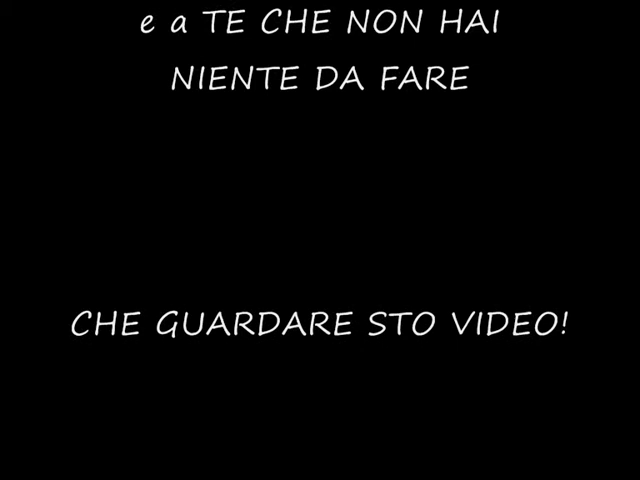 e a TE CHE NON HAI
NIENTE DA FARE
CHE GUARDARE STO VIDEO!